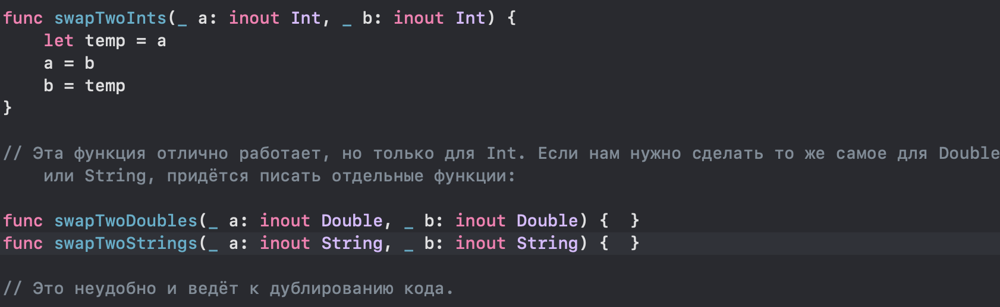 func swapTwoInts(_ a: inout Int, _ b: inout Int) {
    let temp = a
    a = b
    b = temp
}
// Эта функция отлично работает, но только для Int. Если нам нужно сделать то же самое для Double
    или String, придётся писать отдельные функции:
func swapTwoDoubles(_ a: inout Double, _ b: inout Double) {  }
func swapTwoStrings(_ a: inout String, _ b: inout String) {  }
// Это неудобно и ведёт к дублированию кода.